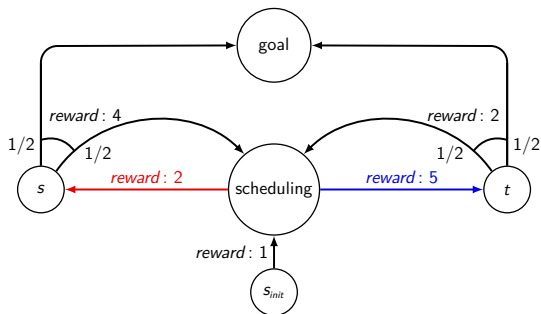 goal
reward: 4
reward: 2
1/2
1/2
1/2
1/2
s
reward: 2
scheduling
reward: 5
t
reward: 1
s_init